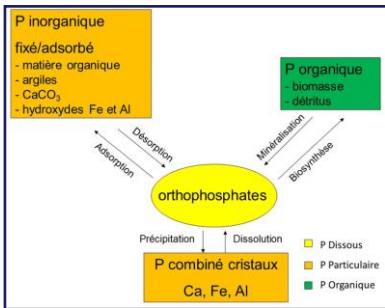 P inorganique
fixé/adsorbé
- matière organique
- argiles
- CaCO₃
- hydroxydes Fe et Al
P organique
- biomasse
- détritus
Désorption
Adsorption
Minéralisation
Biosynthèse
orthophosphates
Précipitation
Dissolution
P combiné cristaux
Ca, Fe, Al
P Dissous
P Particulaire
P Organique